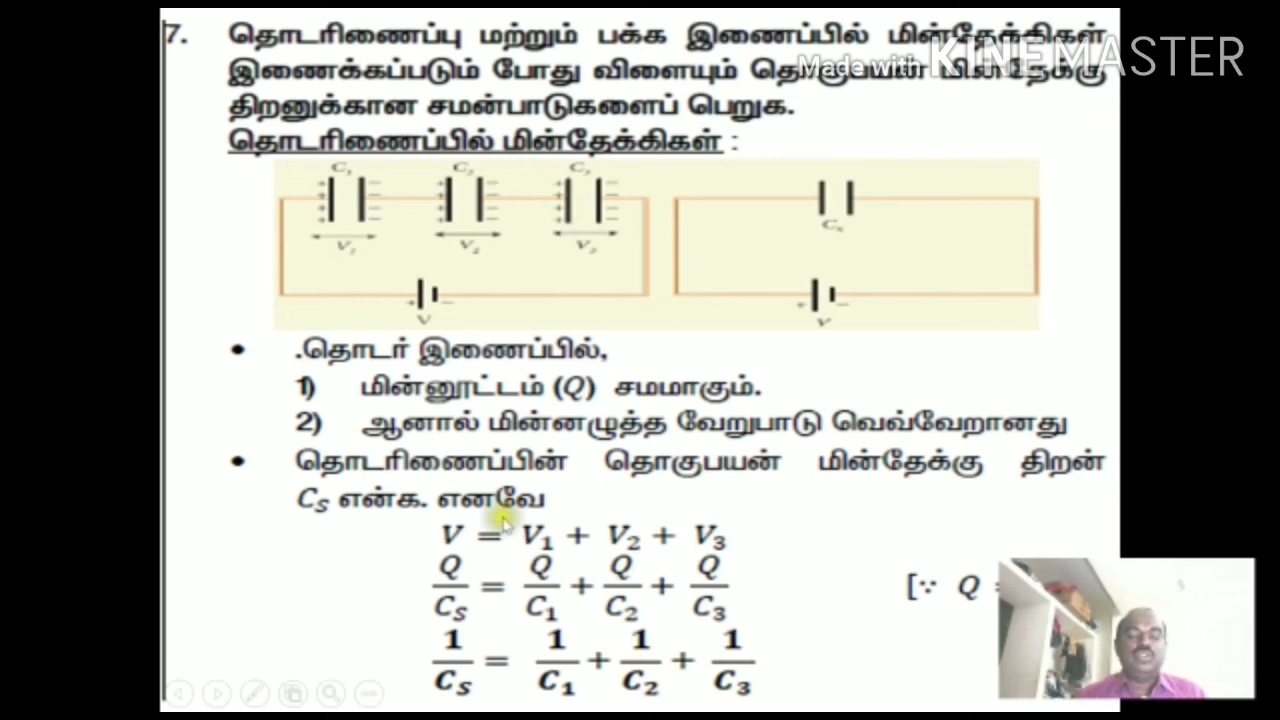 7. தொடரிணைப்பு மற்றும் பக்க இணைப்பில் மின்தேக்கிகள்
இணைக்கப்படும் போது விளையும் தொகுபயன் மின்தேக்கு
Made with KINEMASTER
திறனுக்கான சமன்பாடுகளைப் பெறுக.
தொடரிணைப்பில் மின்தேக்கிகள் :
C₁ C₂ C₃
V₁ V₂ V₃
+ V −
Cₛ
+ V −
• .தொடர் இணைப்பில்,
1) மின்னூட்டம் (Q) சமமாகும்.
2) ஆனால் மின்னழுத்த வேறுபாடு வெவ்வேறானது
• தொடரிணைப்பின் தொகுபயன் மின்தேக்கு திறன்
Cₛ என்க. எனவே
V = V₁ + V₂ + V₃
Q/Cₛ = Q/C₁ + Q/C₂ + Q/C₃ [∵ Q =
1/Cₛ = 1/C₁ + 1/C₂ + 1/C₃